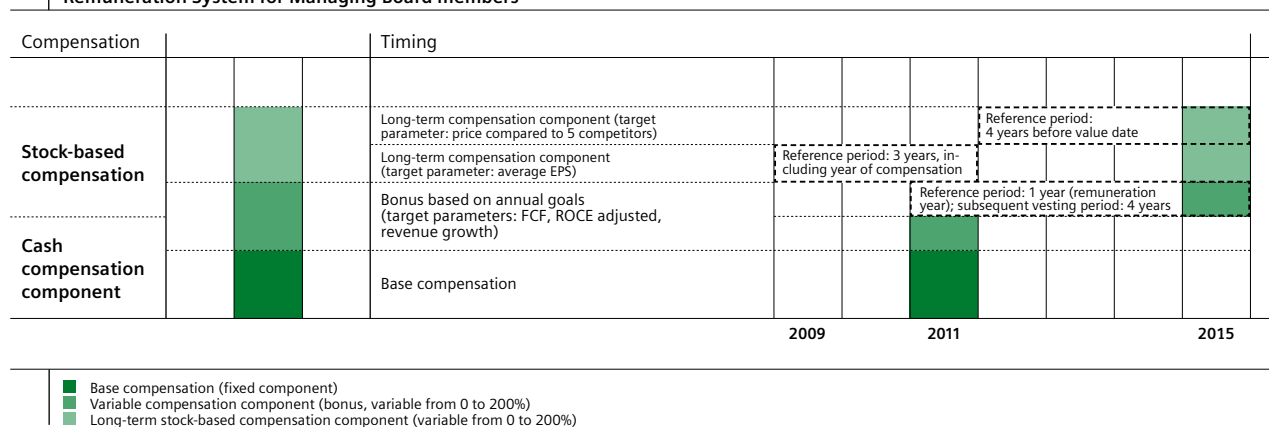 Remuneration System for Managing Board members
Compensation
Timing
Stock-based
compensation
Long-term compensation component (target
parameter: price compared to 5 competitors)
Reference period:
4 years before value date
Long-term compensation component
(target parameter: average EPS)
Reference period: 3 years, in-
cluding year of compensation
Bonus based on annual goals
(target parameters: FCF, ROCE adjusted,
revenue growth)
Reference period: 1 year (remuneration
year); subsequent vesting period: 4 years
Cash
compensation
component
Base compensation
2009
2011
2015
Base compensation (fixed component)
Variable compensation component (bonus, variable from 0 to 200%)
Long-term stock-based compensation component (variable from 0 to 200%)